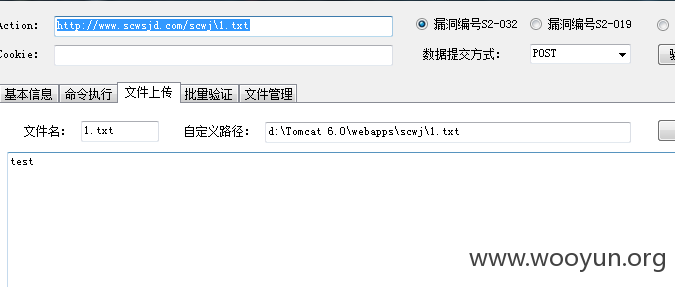 Action: http://www.scwsjd.com/scwj\1.txt 漏洞编号S2-032 漏洞编号S2-019
Cookie: 数据提交方式: POST
基本信息 命令执行 文件上传 批量验证 文件管理
文件名: 1.txt 自定义路径: d:\Tomcat 6.0\webapps\scwj\1.txt
test
www.wooyun.org